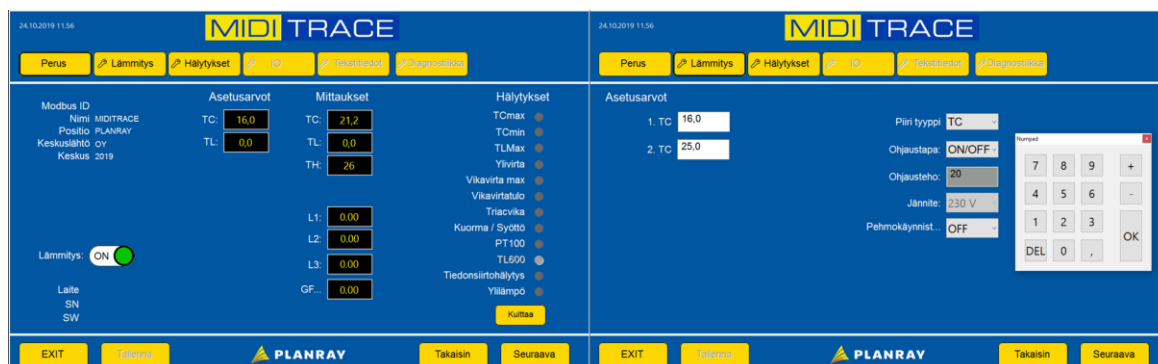 24.10.2019 11.56
MIDI TRACE
Perus
Lämmitys
Hälytykset
IO
Tekstitiedot
Diagnostiikka
Modbus ID
Nimi MIDITRACE
Positio PLANRAY
Keskuslähtö OY
Keskus 2019
Asetusarvot
TC: 16,0
TL: 0,0
Mittaukset
TC: 21,2
TL: 0,0
TH: 26
L1: 0.00
L2: 0.00
L3: 0.00
GF... 0.00
Lämmitys: ON
Laite
SN
SW
Hälytykset
TCmax
TCmin
TLMax
Ylivirta
Vikavirta max
Vikavirtatulo
Triacvika
Kuorma / Syöttö
PT100
TL600
Tiedonsiirtohälytys
Ylilämpö
Kuittaa
EXIT
Tallenna
PLANRAY
Takaisin
Seuraava
24.10.2019 11.56
MIDI TRACE
Perus
Lämmitys
Hälytykset
IO
Tekstitiedot
Diagnostiikka
Asetusarvot
1. TC 16,0
2. TC 25,0
Piiri tyyppi TC
Ohjaustapa: ON/OFF
Ohjausteho: 20
Jännite: 230 V
Pehmokäynnist... OFF
Numpad
7 8 9 +
4 5 6 -
1 2 3 OK
DEL 0 ,
EXIT
Tallenna
PLANRAY
Takaisin
Seuraava